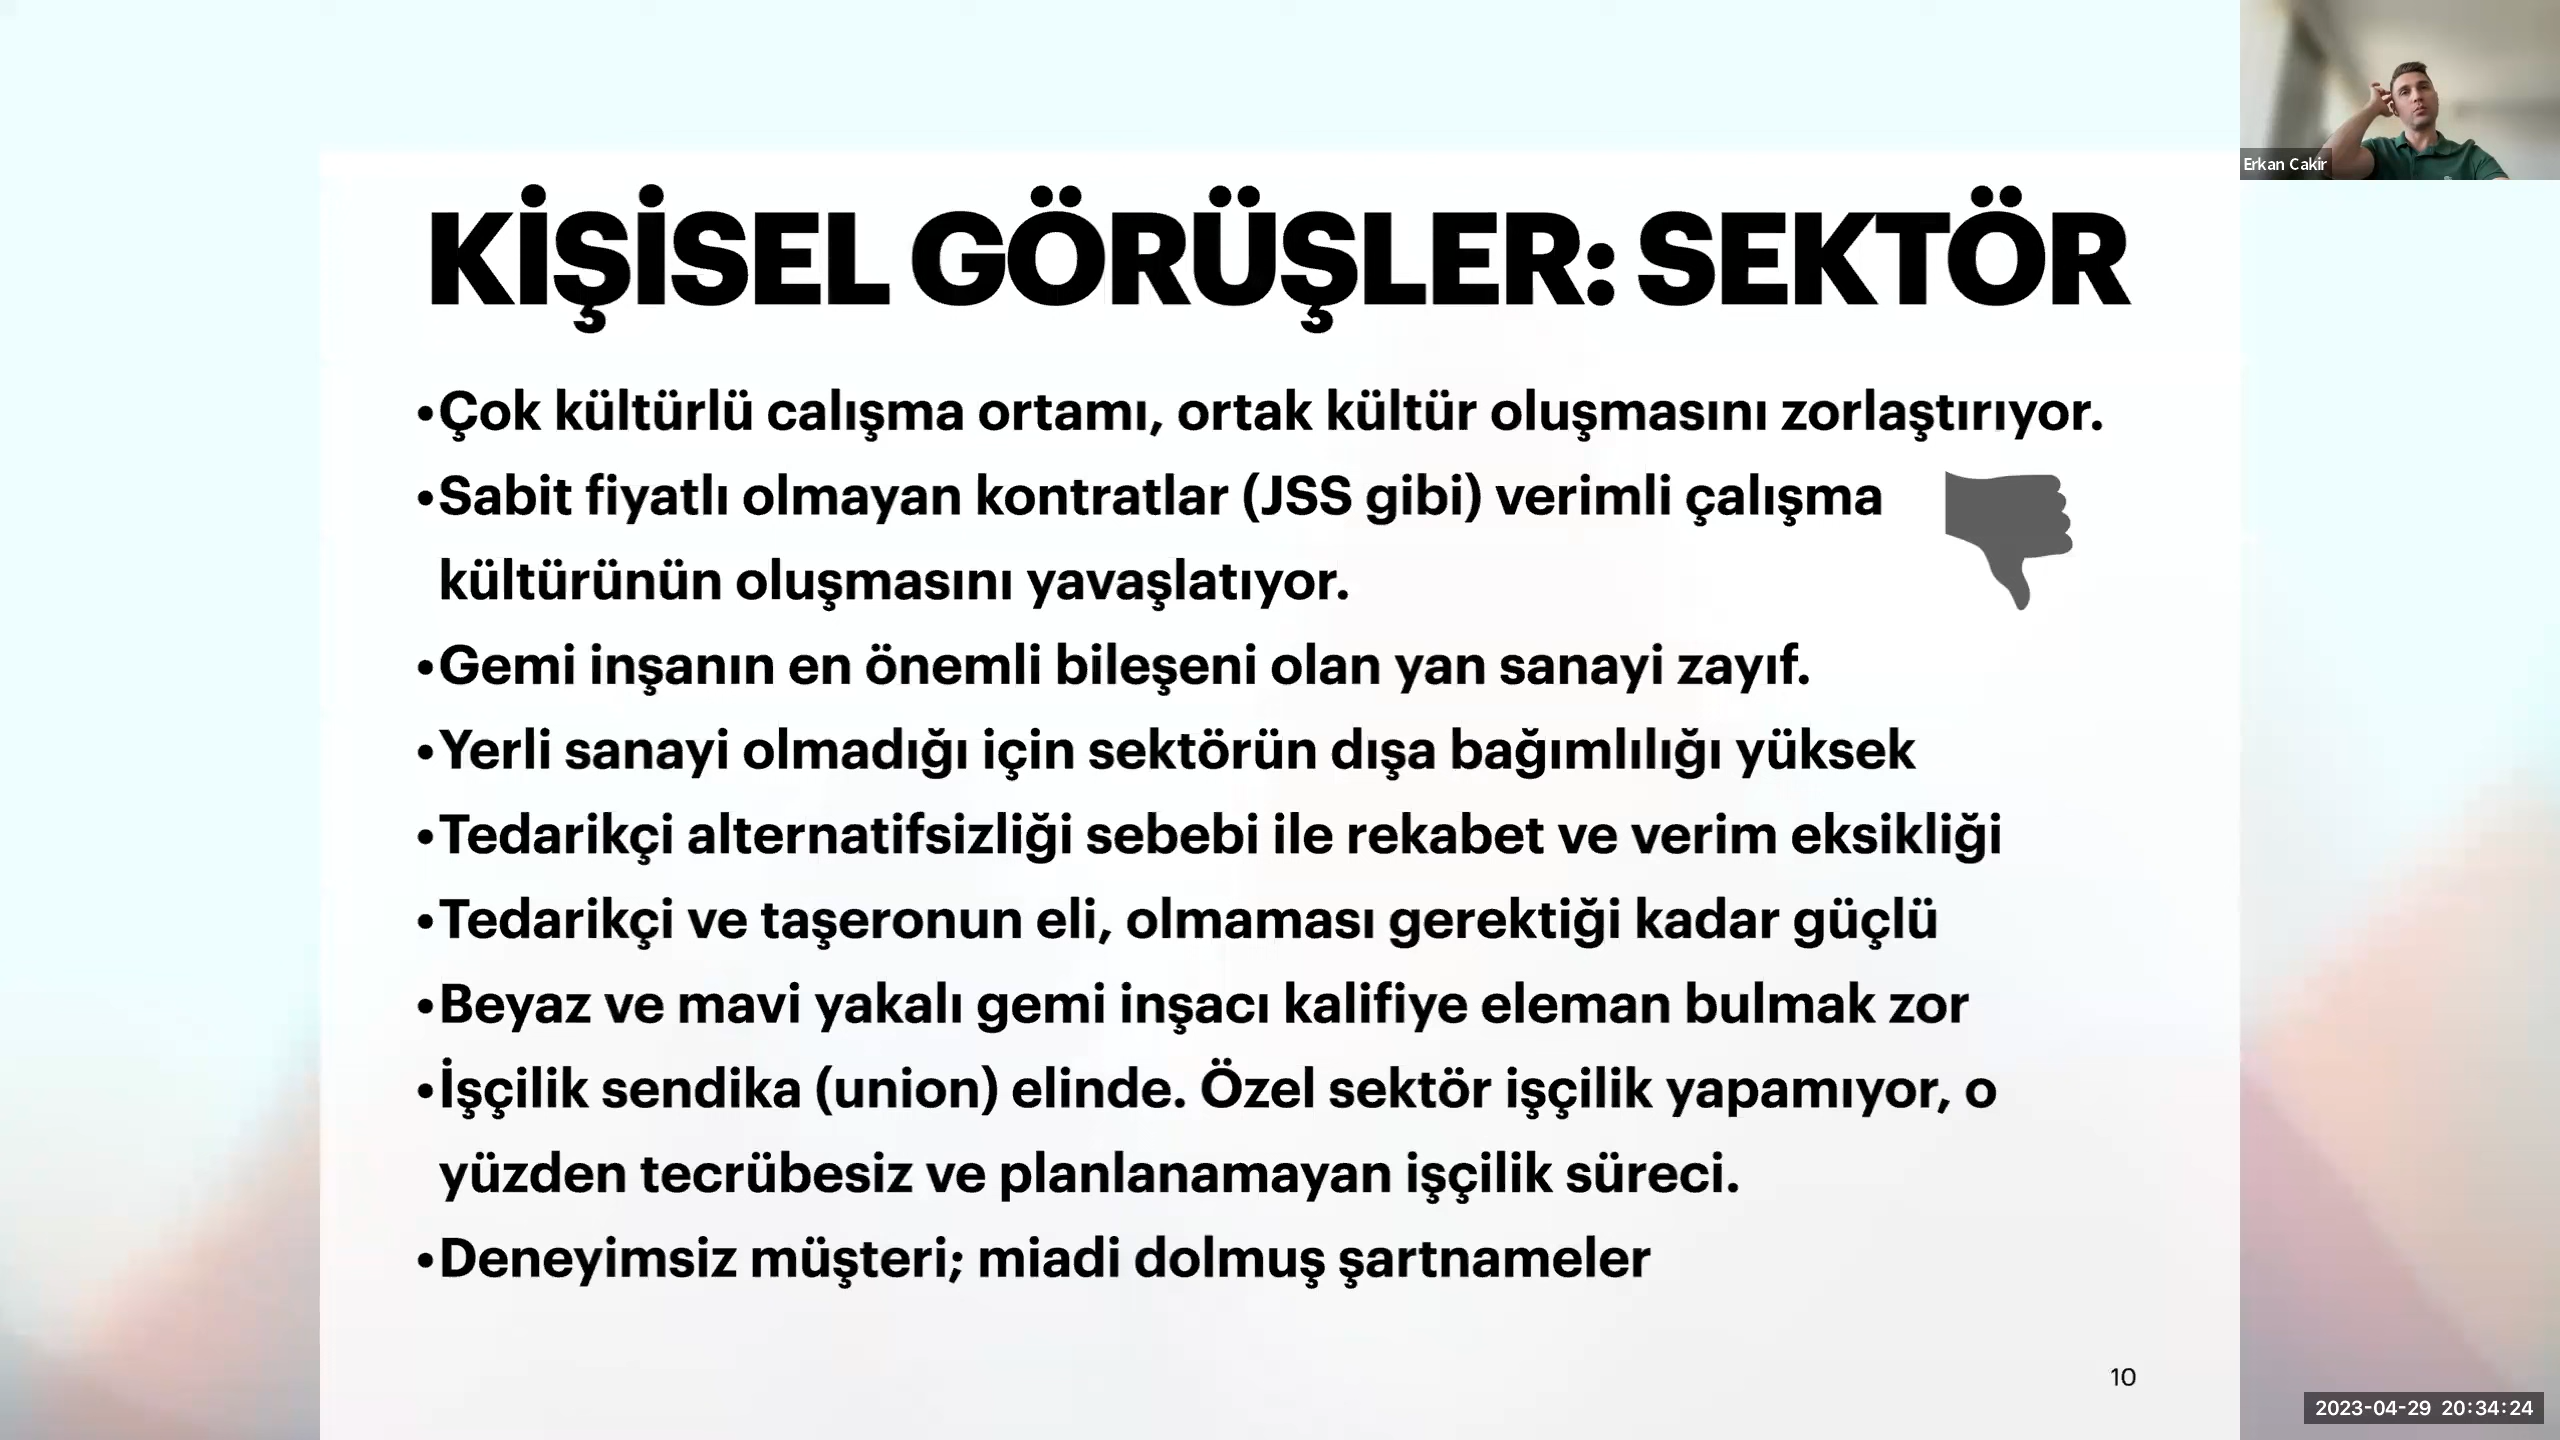 Erkan Cakir
KİŞİSEL GÖRÜŞLER: SEKTÖR
•Çok kültürlü calışma ortamı, ortak kültür oluşmasını zorlaştırıyor.
•Sabit fiyatlı olmayan kontratlar (JSS gibi) verimli çalışma
kültürünün oluşmasını yavaşlatıyor.
•Gemi inşanın en önemli bileşeni olan yan sanayi zayıf.
•Yerli sanayi olmadığı için sektörün dışa bağımlılığı yüksek
•Tedarikçi alternatifsizliği sebebi ile rekabet ve verim eksikliği
•Tedarikçi ve taşeronun eli, olmaması gerektiği kadar güçlü
•Beyaz ve mavi yakalı gemi inşacı kalifiye eleman bulmak zor
•İşçilik sendika (union) elinde. Özel sektör işçilik yapamıyor, o
yüzden tecrübesiz ve planlanamayan işçilik süreci.
•Deneyimsiz müşteri; miadi dolmuş şartnameler
10
2023-04-29 20:34:24